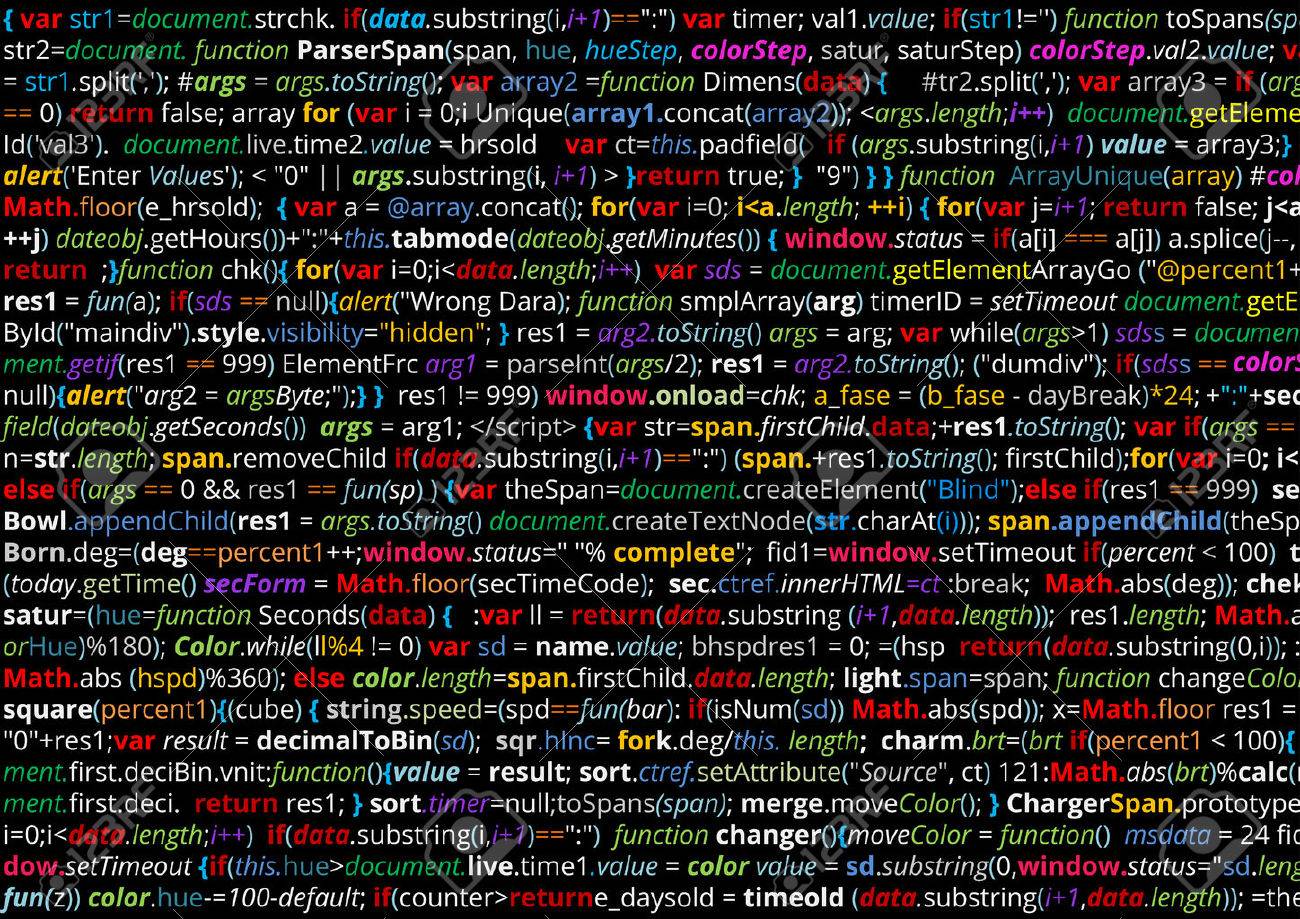 { var str1=document.strchk. if(data.substring(i,i+1)==":") var timer; val1.value; if(str1!='') function toSpans(sp
str2=document. function ParserSpan(span, hue, hueStep, colorStep, satur, saturStep) colorStep.val2.value; v
= str1.split(','); #args = args.toString(); var array2 =function Dimens(data) { #tr2.split(','); var array3 = if (arg
== 0) return false; array for (var i = 0;i Unique(array1.concat(array2)); <args.length;i++) document.getEleme
Id('val3'). document.live.time2.value = hrsold var ct=this.padfield( if (args.substring(i,i+1) value = array3;}
alert('Enter Values'); < "0" || args.substring(i, i+1) > }return true; } "9") } } function ArrayUnique(array) #col
Math.floor(e_hrsold); { var a = @array.concat(); for(var i=0; i<a.length; ++i) { for(var j=i+1; return false; j<a
++j) dateobj.getHours())+":"+this.tabmode(dateobj.getMinutes()) { window.status = if(a[i] === a[j]) a.splice(j--,
return ;}function chk(){ for(var i=0;i<data.length;i++) var sds = document.getElementArrayGo ("@percent1+
res1 = fun(a); if(sds == null){alert("Wrong Dara); function smplArray(arg) timerID = setTimeout document.getE
ById("maindiv").style.visibility="hidden"; } res1 = arg2.toString() args = arg; var while(args>1) sdss = documen
ment.getif(res1 == 999) ElementFrc arg1 = parseInt(args/2); res1 = arg2.toString(); ("dumdiv"); if(sdss == colorS
null){alert("arg2 = argsByte;");} } res1 != 999) window.onload=chk; a_fase = (b_fase - dayBreak)*24; +":"+sec
field(dateobj.getSeconds()) args = arg1; </script> {var str=span.firstChild.data;+res1.toString(); var if(args ==
n=str.length; span.removeChild if(data.substring(i,i+1)==":") (span.+res1.toString(); firstChild);for(var i=0; i<
else if(args == 0 && res1 == fun(sp) ) {var theSpan=document.createElement("Blind");else if(res1 == 999) se
Bowl.appendChild(res1 = args.toString() document.createTextNode(str.charAt(i))); span.appendChild(theSp
Born.deg=(deg==percent1++;window.status=" "% complete"; fid1=window.setTimeout if(percent < 100) t
(today.getTime() secForm = Math.floor(secTimeCode); sec.ctref.innerHTML=ct :break; Math.abs(deg)); chek
satur=(hue=function Seconds(data) { :var ll = return(data.substring (i+1,data.length)); res1.length; Math.a
orHue)%180); Color.while(ll%4 != 0) var sd = name.value; bhspdres1 = 0; =(hsp return(data.substring(0,i)); :
Math.abs (hspd)%360); else color.length=span.firstChild.data.length; light.span=span; function changeColo
square(percent1){(cube) { string.speed=(spd==fun(bar): if(isNum(sd)) Math.abs(spd)); x=Math.floor res1 =
"0"+res1;var result = decimalToBin(sd); sqr.hInc= fork.deg/this. length; charm.brt=(brt if(percent1 < 100){
ment.first.deciBin.vnit:function(){value = result; sort.ctref.setAttribute("Source", ct) 121:Math.abs(brt)%calc(
ment.first.deci. return res1; } sort.timer=null;toSpans(span); merge.moveColor(); } ChargerSpan.prototype
i=0;i<data.length;i++) if(data.substring(i,i+1)==":") function changer(){moveColor = function() msdata = 24 fid
dow.setTimeout {if(this.hue>document.live.time1.value = color value = sd.substring(0,window.status="sd.leng
fun(z)) color.hue-=100-default; if(counter>returne_daysold = timeold (data.substring(i+1,data.length)); =the